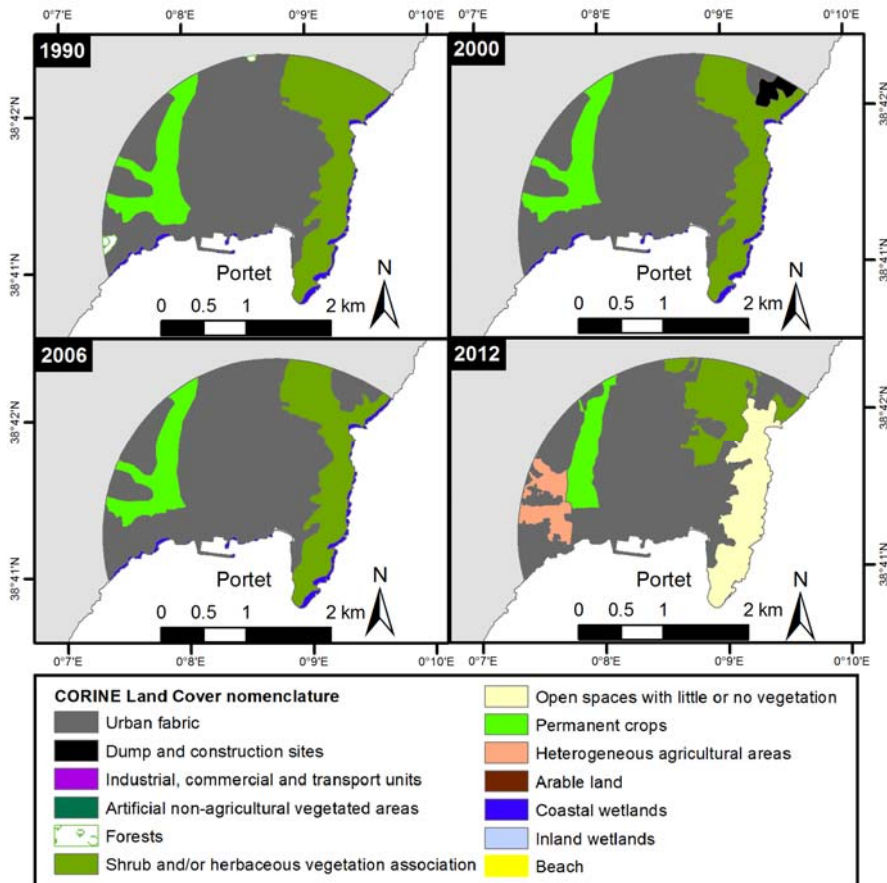 0°7'E 0°8'E 0°9'E 0°10'E 0°7'E 0°8'E 0°9'E 0°10'E
1990
38°42'N
38°41'N
Portet
N
0 0.5 1 2 km
2000
38°42'N
38°41'N
Portet
N
0 0.5 1 2 km
2006
38°42'N
38°41'N
Portet
N
0 0.5 1 2 km
2012
38°42'N
38°41'N
Portet
N
0 0.5 1 2 km
0°7'E 0°8'E 0°9'E 0°10'E 0°7'E 0°8'E 0°9'E 0°10'E
CORINE Land Cover nomenclature
Urban fabric
Dump and construction sites
Industrial, commercial and transport units
Artificial non-agricultural vegetated areas
Forests
Shrub and/or herbaceous vegetation association
Open spaces with little or no vegetation
Permanent crops
Heterogeneous agricultural areas
Arable land
Coastal wetlands
Inland wetlands
Beach